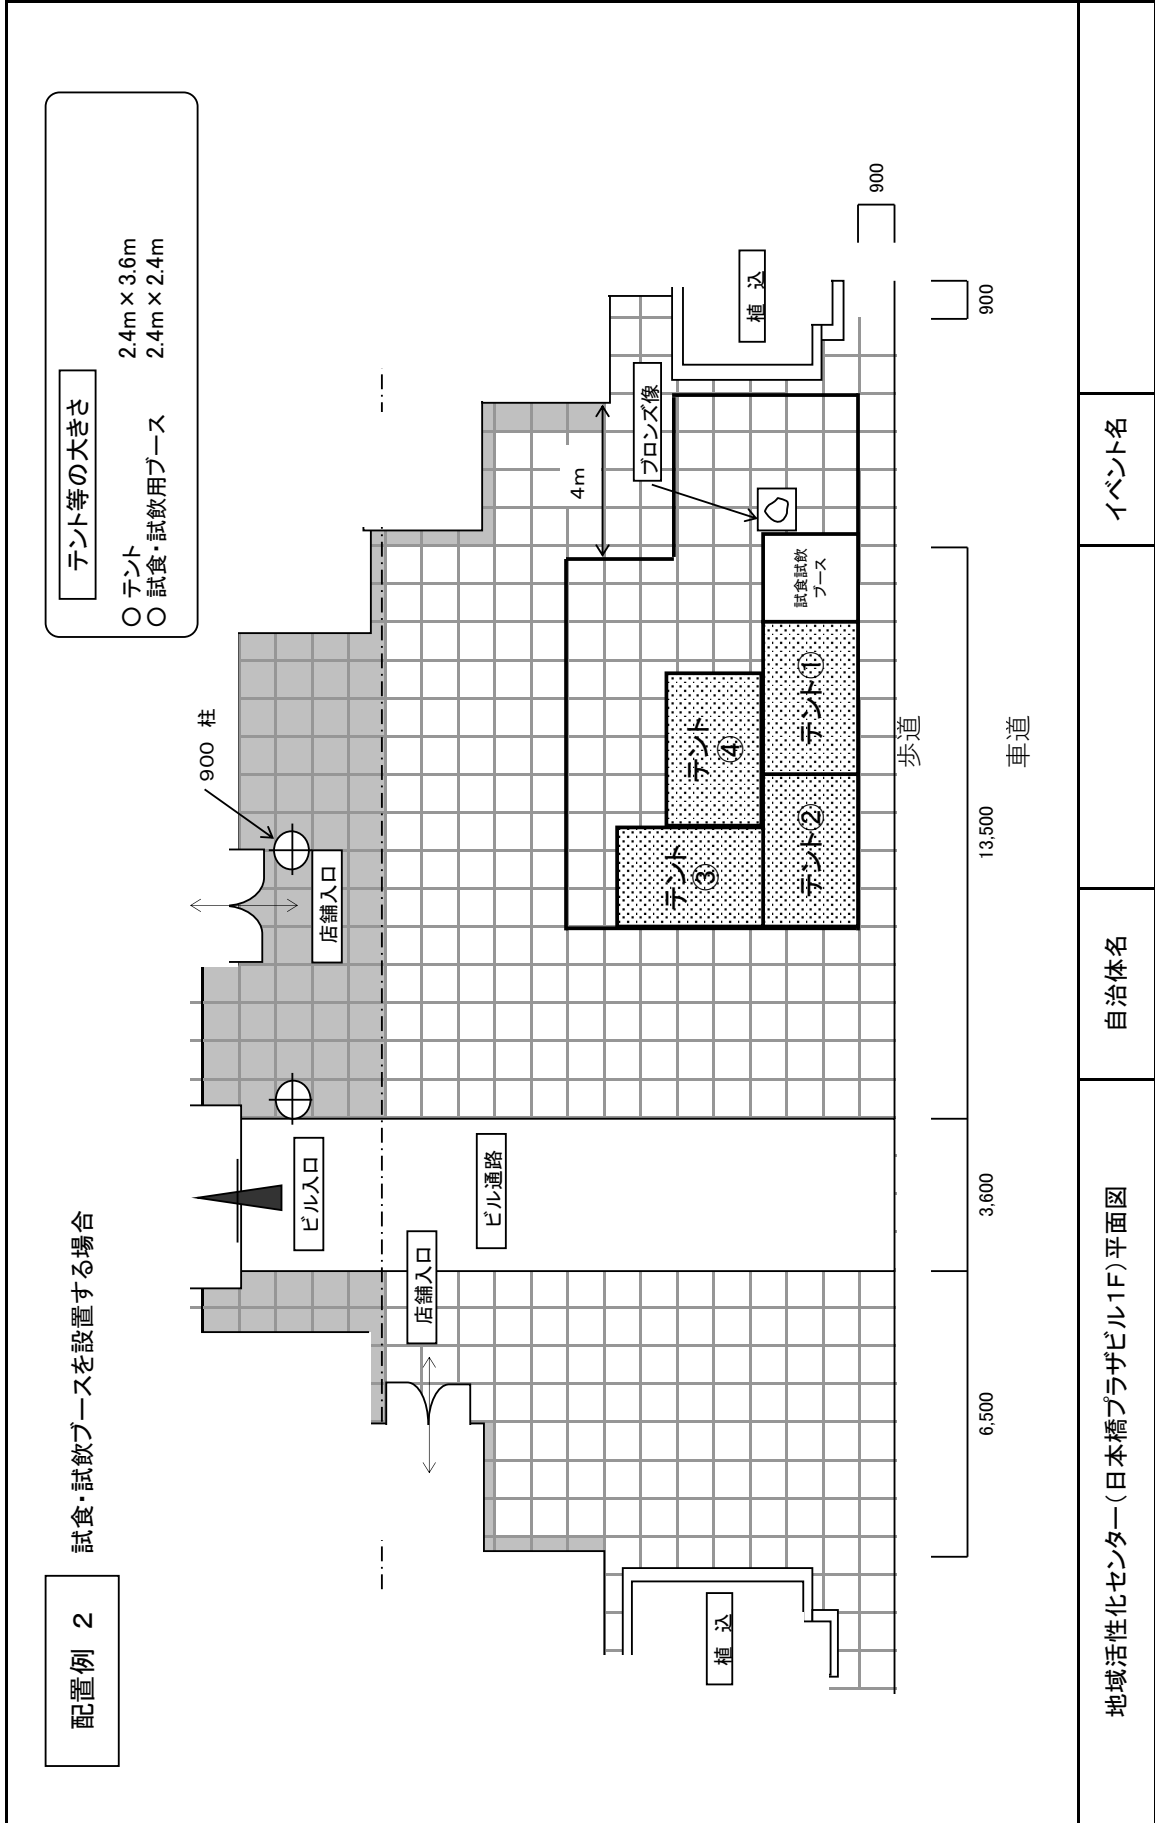 配置例 2
試食・試飲ブースを設置する場合
テント等の大きさ
○ テント 2.4m×3.6m
○ 試食・試飲用ブース 2.4m×2.4m
900 柱
店舗入口
ビル入口
店舗入口
ビル通路
4m
ブロンズ像
植 込
植 込
テント
③
テント
④
テント②
テント①
試食試飲
ブース
歩道
車道
900
900
6,500
3,600
13,500
地域活性化センター(日本橋プラザビル1F)平面図
自治体名
イベント名